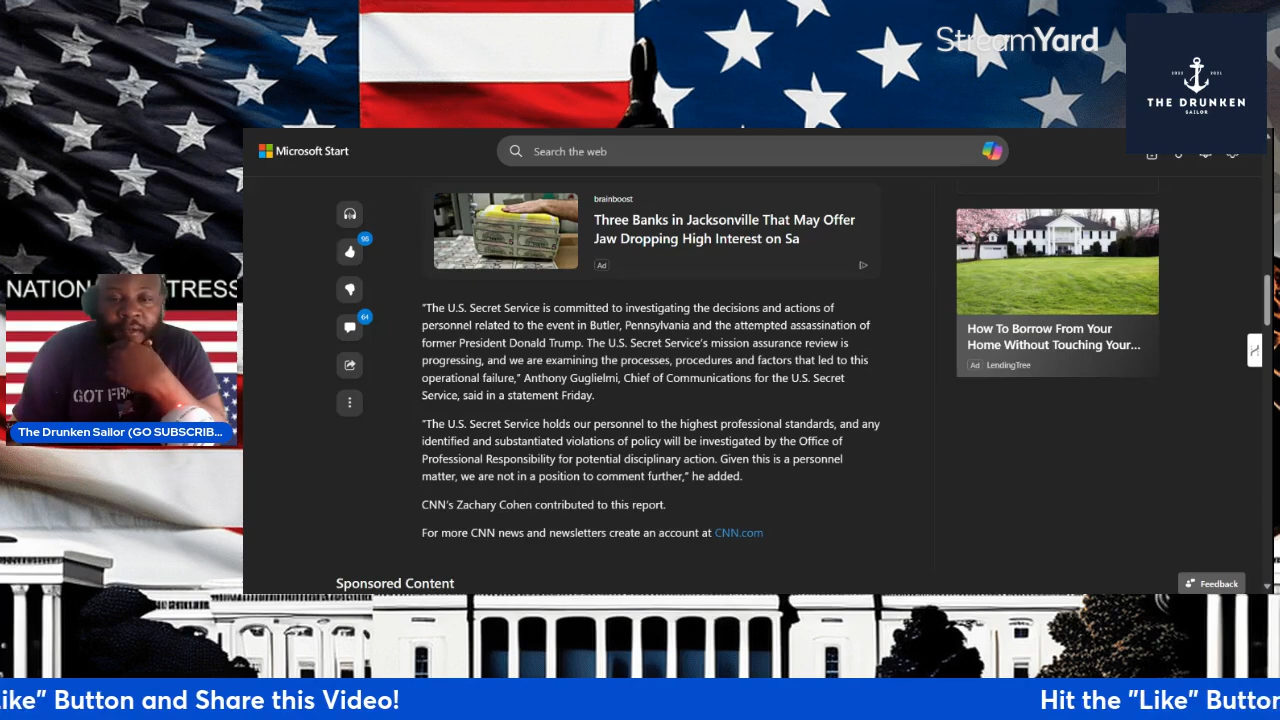 StreamYard
2021 2021
THE DRUNKEN
SAILOR
Microsoft Start
Search the web
brainboost
Three Banks in Jacksonville That May Offer
Jaw Dropping High Interest on Sa
Ad
96
64
"The U.S. Secret Service is committed to investigating the decisions and actions of
personnel related to the event in Butler, Pennsylvania and the attempted assassination of
former President Donald Trump. The U.S. Secret Service's mission assurance review is
progressing, and we are examining the processes, procedures and factors that led to this
operational failure," Anthony Guglielmi, Chief of Communications for the U.S. Secret
Service, said in a statement Friday.
"The U.S. Secret Service holds our personnel to the highest professional standards, and any
identified and substantiated violations of policy will be investigated by the Office of
Professional Responsibility for potential disciplinary action. Given this is a personnel
matter, we are not in a position to comment further," he added.
CNN's Zachary Cohen contributed to this report.
For more CNN news and newsletters create an account at CNN.com
Sponsored Content
How To Borrow From Your
Home Without Touching Your...
Ad LendingTree
Feedback
NATION TRESS
GOT FR
The Drunken Sailor (GO SUBSCRIB...
ike" Button and Share this Video!
Hit the "Like" Button